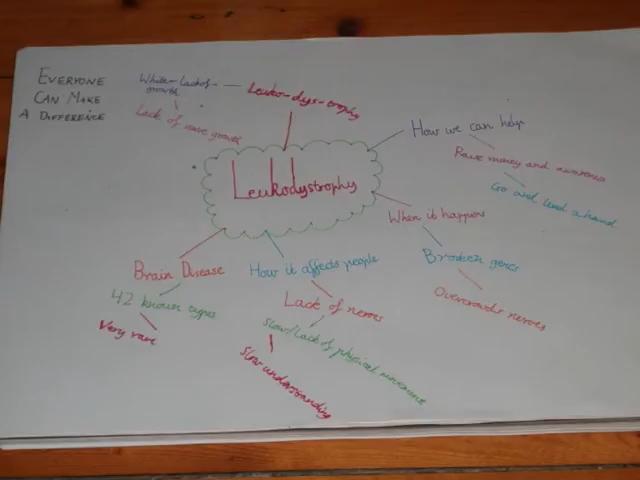 EVERYONE
CAN MAKE
A DIFFERENCE
White-lack of-
growth
Leuko-dys-trophy
Lack of nerve growth
How we can help
Raise money and awareness
Go and lend a hand
Leukodystrophy
When it happens
Broken genes
Overcrowds nerves
Brain Disease
42 known types
Very rare
How it affects people
Lack of nerves
Slow/Lack of physical movement
Slow understanding